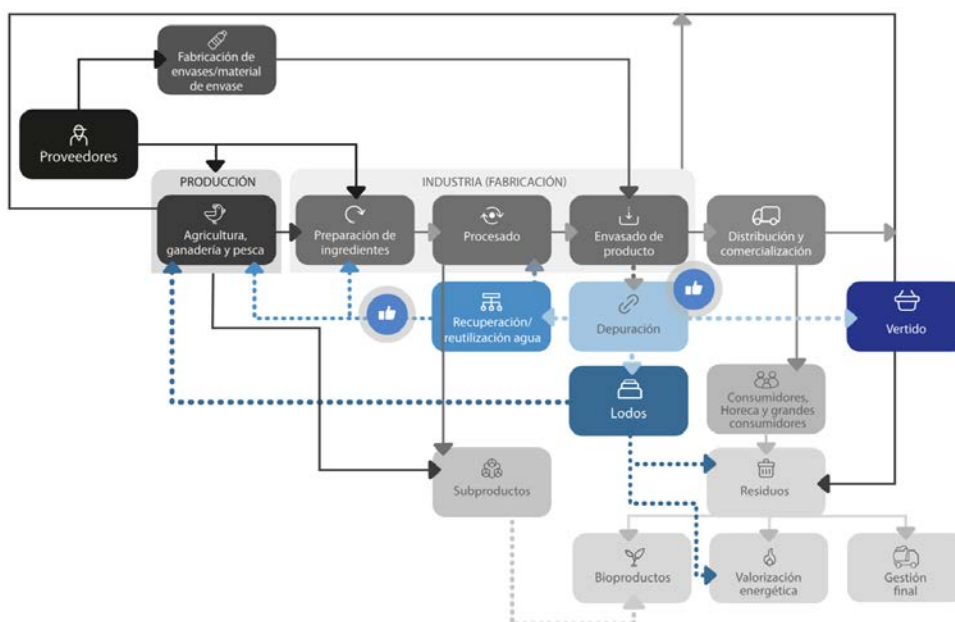 Fabricación de
envases/material
de envase
Proveedores
PRODUCCIÓN
INDUSTRIA (FABRICACIÓN)
Agricultura,
ganadería y pesca
Preparación de
ingredientes
Procesado
Envasado de
producto
Distribución y
comercialización
Recuperación/
reutilización agua
Depuración
Vertido
Lodos
Consumidores,
Horeca y grandes
consumidores
Subproductos
Residuos
Bioproductos
Valorización
energética
Gestión
final